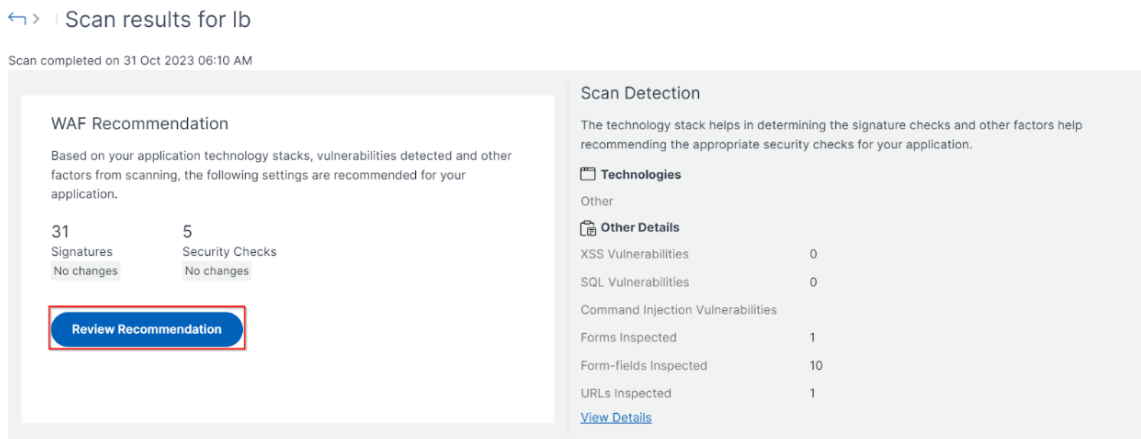 Scan results for lb
Scan completed on 31 Oct 2023 06:10 AM
WAF Recommendation
Based on your application technology stacks, vulnerabilities detected and other
factors from scanning, the following settings are recommended for your
application.
31 5
Signatures Security Checks
No changes No changes
Review Recommendation
Scan Detection
The technology stack helps in determining the signature checks and other factors help
recommending the appropriate security checks for your application.
Technologies
Other
Other Details
XSS Vulnerabilities 0
SQL Vulnerabilities 0
Command Injection Vulnerabilities
Forms Inspected 1
Form-fields Inspected 10
URLs Inspected 1
View Details